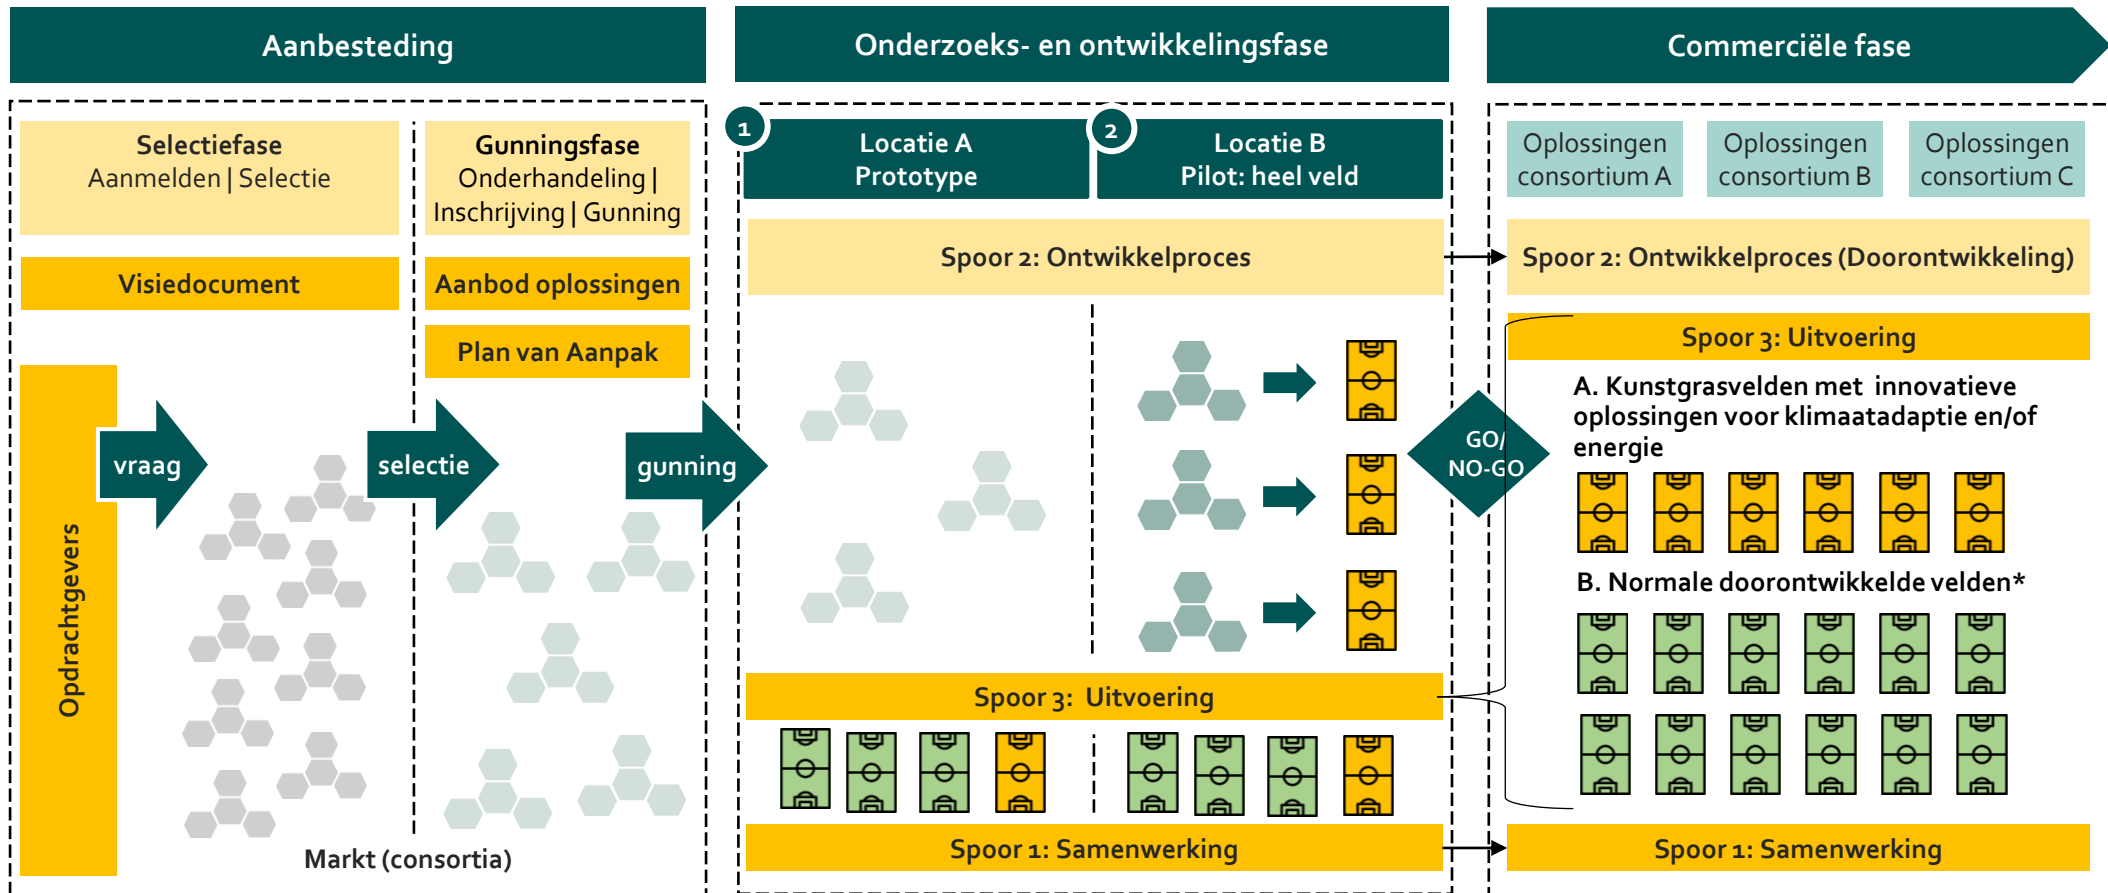 Aanbesteding
Selectiefase
Aanmelden | Selectie
Visiedocument
Gunningsfase
Onderhandeling |
Inschrijving | Gunning
Aanbod oplossingen
Plan van Aanpak
Opdrachtgevers
vraag
selectie
gunning
Markt (consortia)
Onderzoeks- en ontwikkelingsfase
1
Locatie A
Prototype
2
Locatie B
Pilot: heel veld
Spoor 2: Ontwikkelproces
Spoor 3: Uitvoering
Spoor 1: Samenwerking
GO/
NO-GO
Commerciële fase
Oplossingen
consortium A
Oplossingen
consortium B
Oplossingen
consortium C
Spoor 2: Ontwikkelproces (Doorontwikkeling)
Spoor 3: Uitvoering
A. Kunstgrasvelden met innovatieve
oplossingen voor klimaatadaptie en/of
energie
B. Normale doorontwikkelde velden*
Spoor 1: Samenwerking